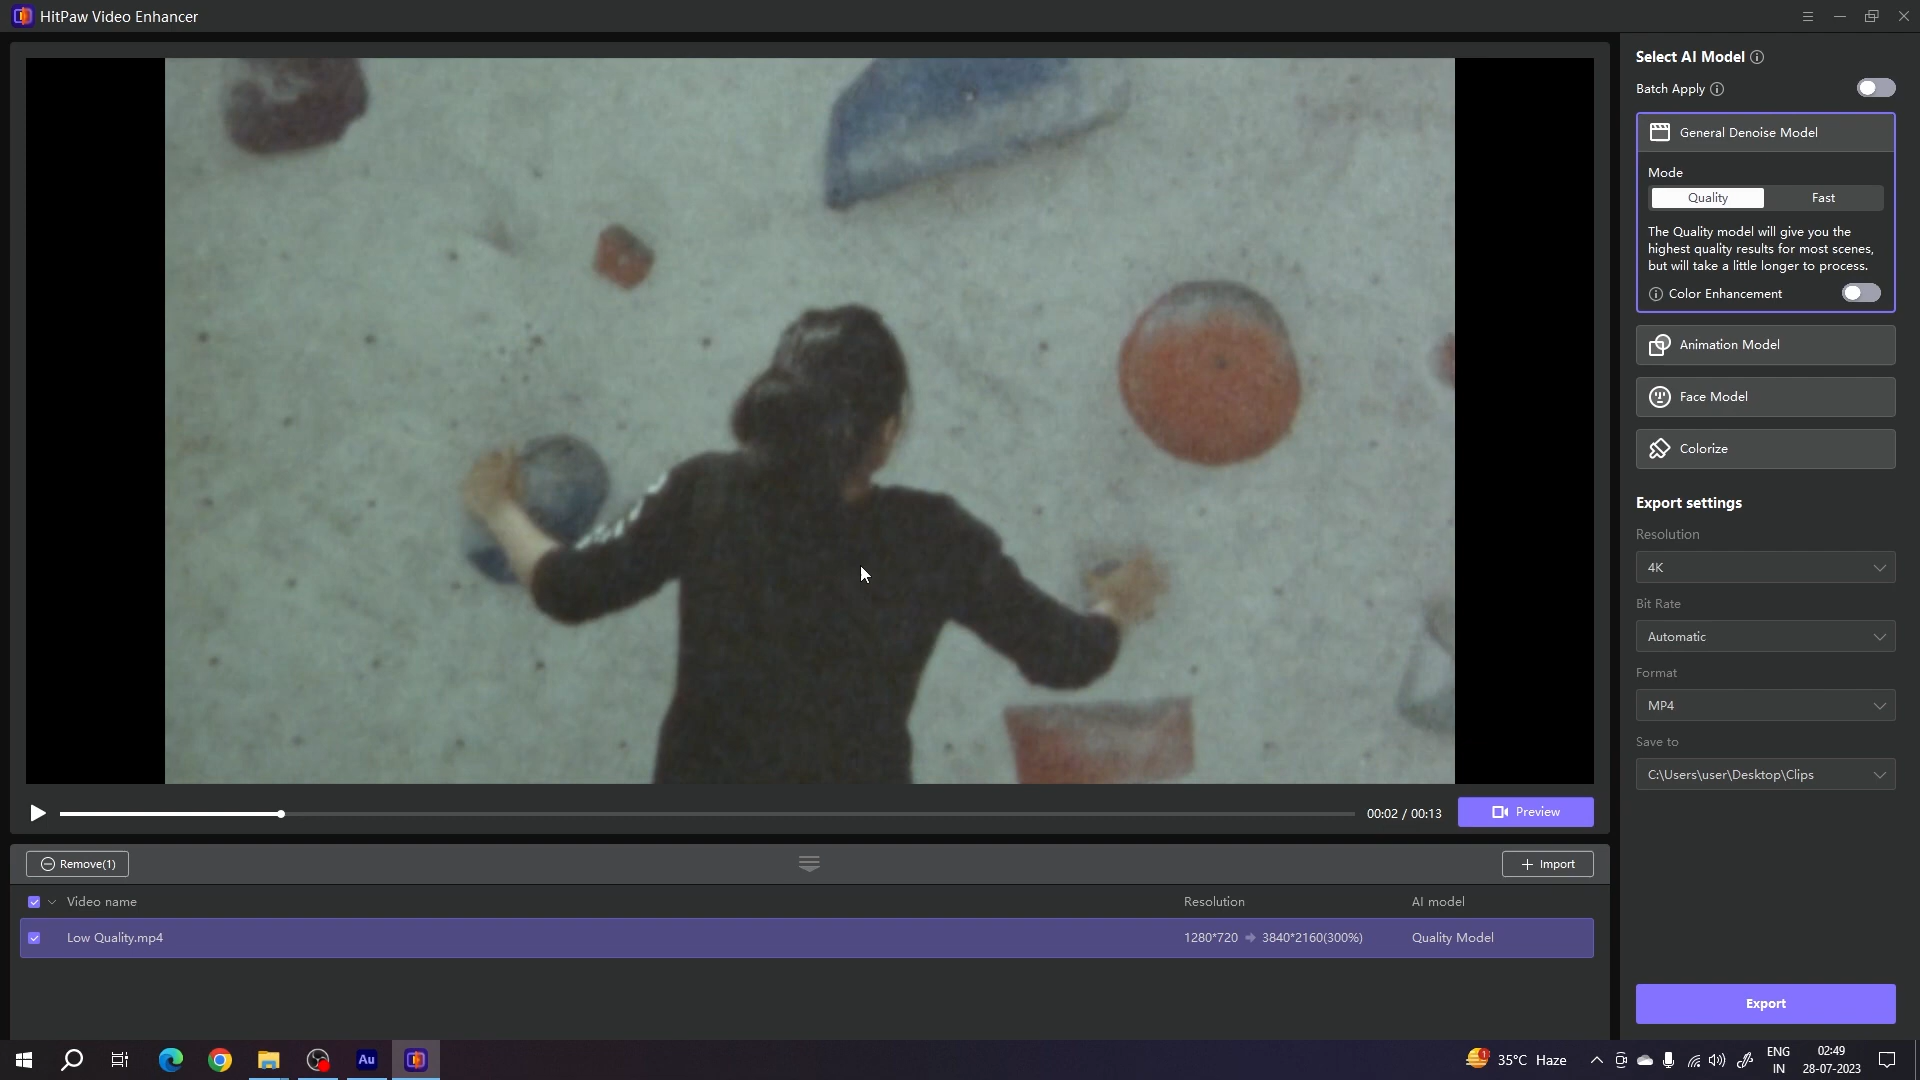 HitPaw Video Enhancer
Select AI Model
Batch Apply
General Denoise Model
Mode
Quality Fast
The Quality model will give you the
highest quality results for most scenes,
but will take a little longer to process.
Color Enhancement
Animation Model
Face Model
Colorize
Export settings
Resolution
4K
Bit Rate
Automatic
Format
MP4
Save to
C:\Users\user\Desktop\Clips
00:02 / 00:13
Preview
Remove(1)
Import
Video name Resolution AI model
Low Quality.mp4 1280*720 3840*2160(300%) Quality Model
Export
Au
1
35°C Haze
ENG
IN
02:49
28-07-2023